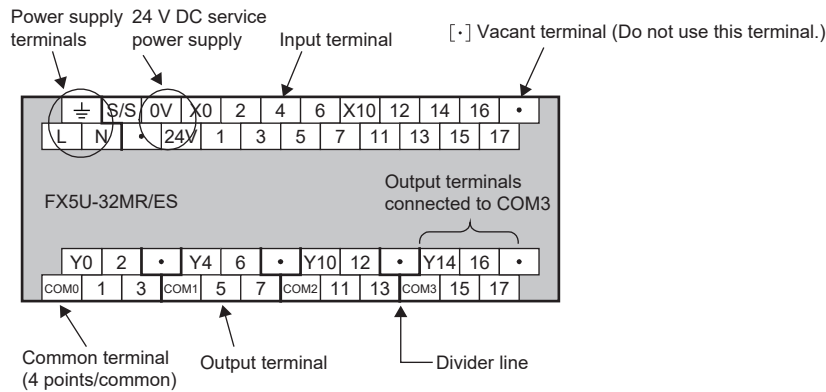 Power supply terminals
24 V DC service power supply
Input terminal
[・] Vacant terminal (Do not use this terminal.)
⏚ S/S 0V X0 2 4 6 X10 12 14 16 •
L N • 24V 1 3 5 7 11 13 15 17
FX5U-32MR/ES
Output terminals connected to COM3
Y0 2 • Y4 6 • Y10 12 • Y14 16 •
COM0 1 3 COM1 5 7 COM2 11 13 COM3 15 17
Common terminal (4 points/common)
Output terminal
Divider line